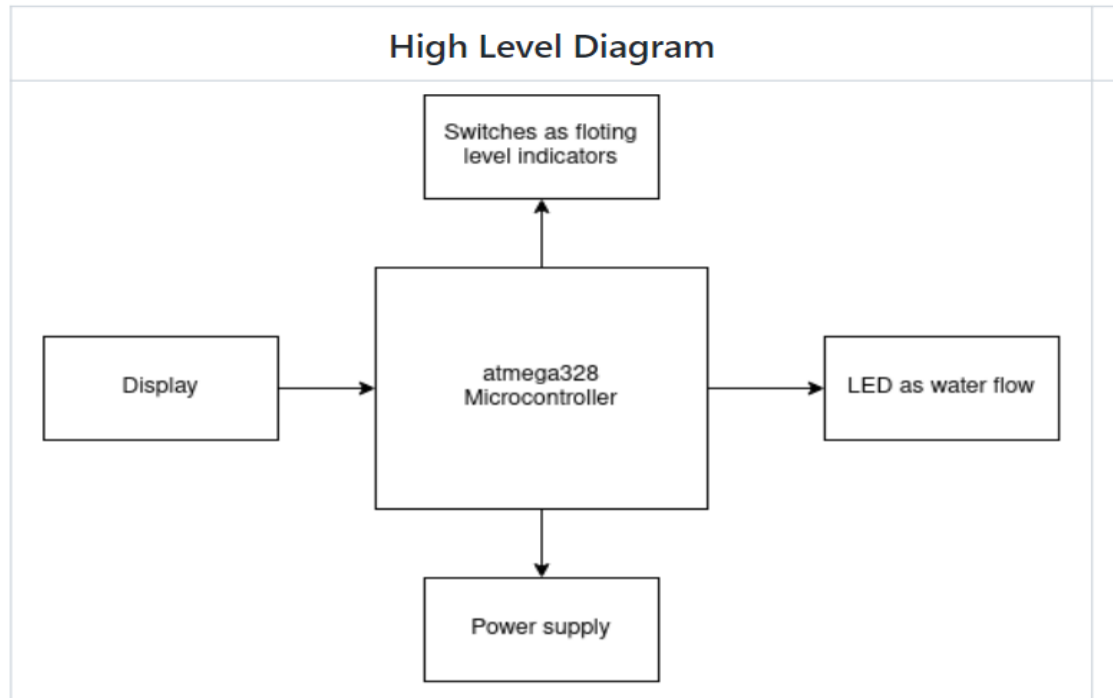 High Level Diagram
Switches as floting
level indicators
Display
atmega328
Microcontroller
LED as water flow
Power supply